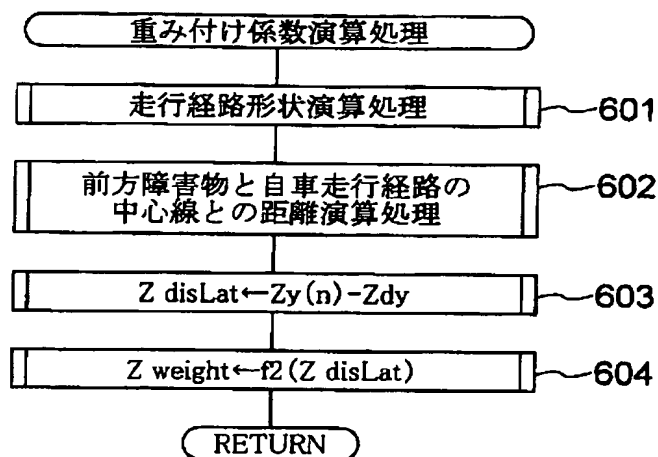 重み付け係数演算処理
走行経路形状演算処理
601
前方障害物と自車走行経路の
中心線との距離演算処理
602
Z disLat←Zy(n)-Zdy
603
Z weight←f2(Z disLat)
604
RETURN